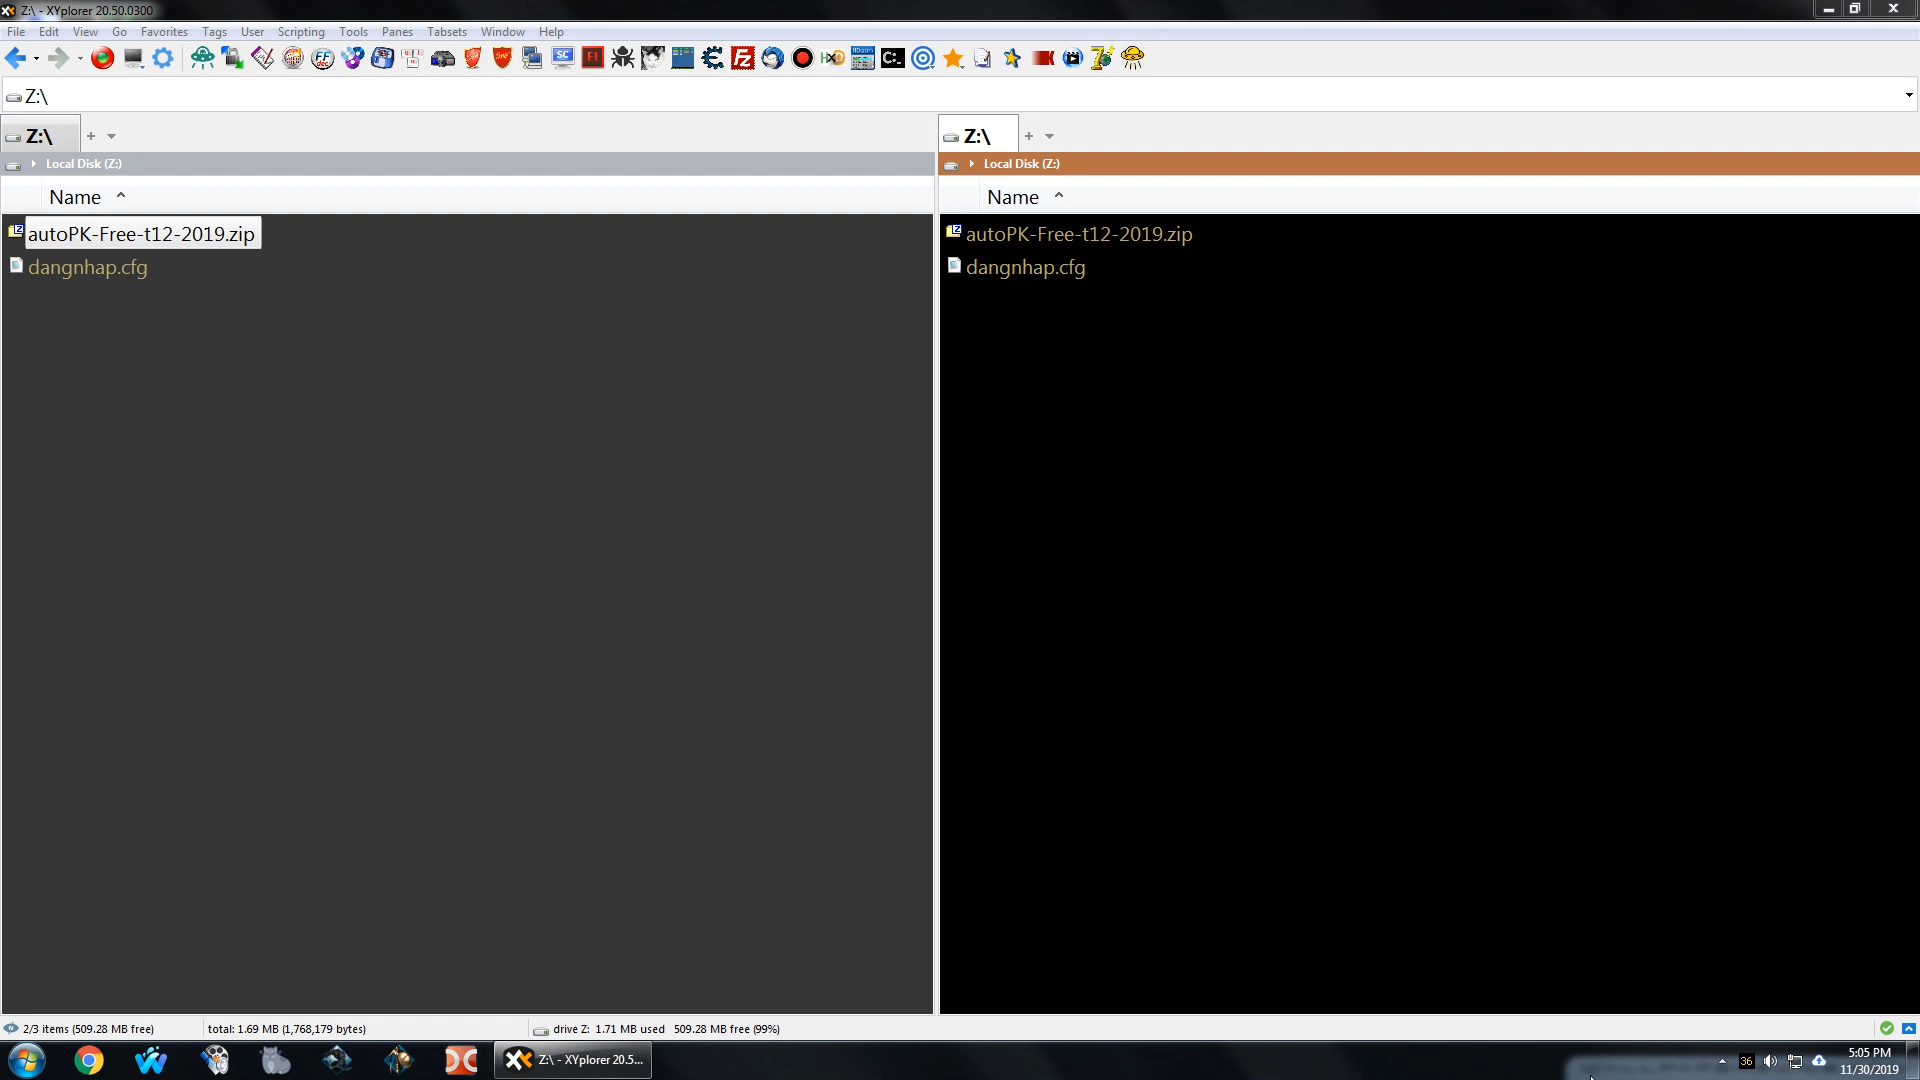 Z:\ - XYplorer 20.50.0300
File Edit View Go Favorites Tags User Scripting Tools Panes Tabsets Window Help
Z:\
Z:\ Z:\
Local Disk (Z:) Local Disk (Z:)
Name Name
autoPK-Free-t12-2019.zip autoPK-Free-t12-2019.zip
dangnhap.cfg dangnhap.cfg
2/3 items (509.28 MB free) total: 1.69 MB (1,768,179 bytes) drive Z: 1.71 MB used 509.28 MB free (99%)
Z:\ - XYplorer 20.5... 36 5:05 PM
11/30/2019